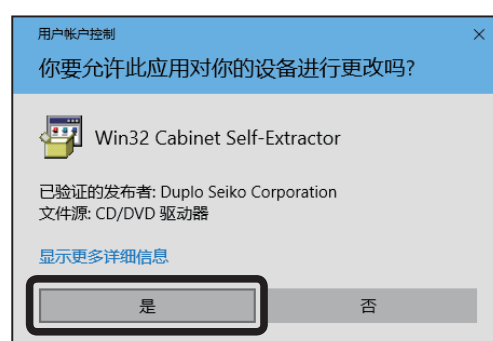 用户帐户控制
你要允许此应用对你的设备进行更改吗?
Win32 Cabinet Self-Extractor
已验证的发布者: Duplo Seiko Corporation
文件源: CD/DVD 驱动器
显示更多详细信息
是
否